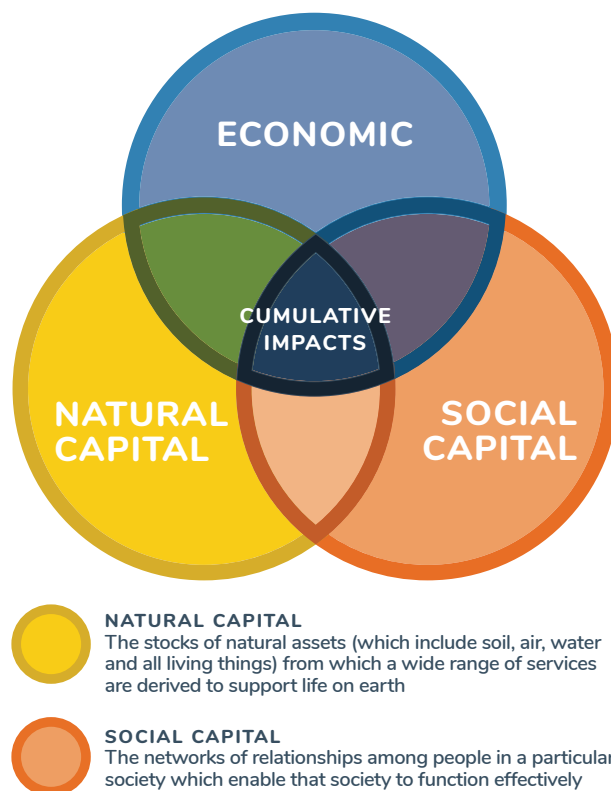 ECONOMIC
CUMULATIVE
IMPACTS
NATURAL
CAPITAL
SOCIAL
CAPITAL
NATURAL CAPITAL
The stocks of natural assets (which include soil, air, water
and all living things) from which a wide range of services
are derived to support life on earth
SOCIAL CAPITAL
The networks of relationships among people in a particular
society which enable that society to function effectively